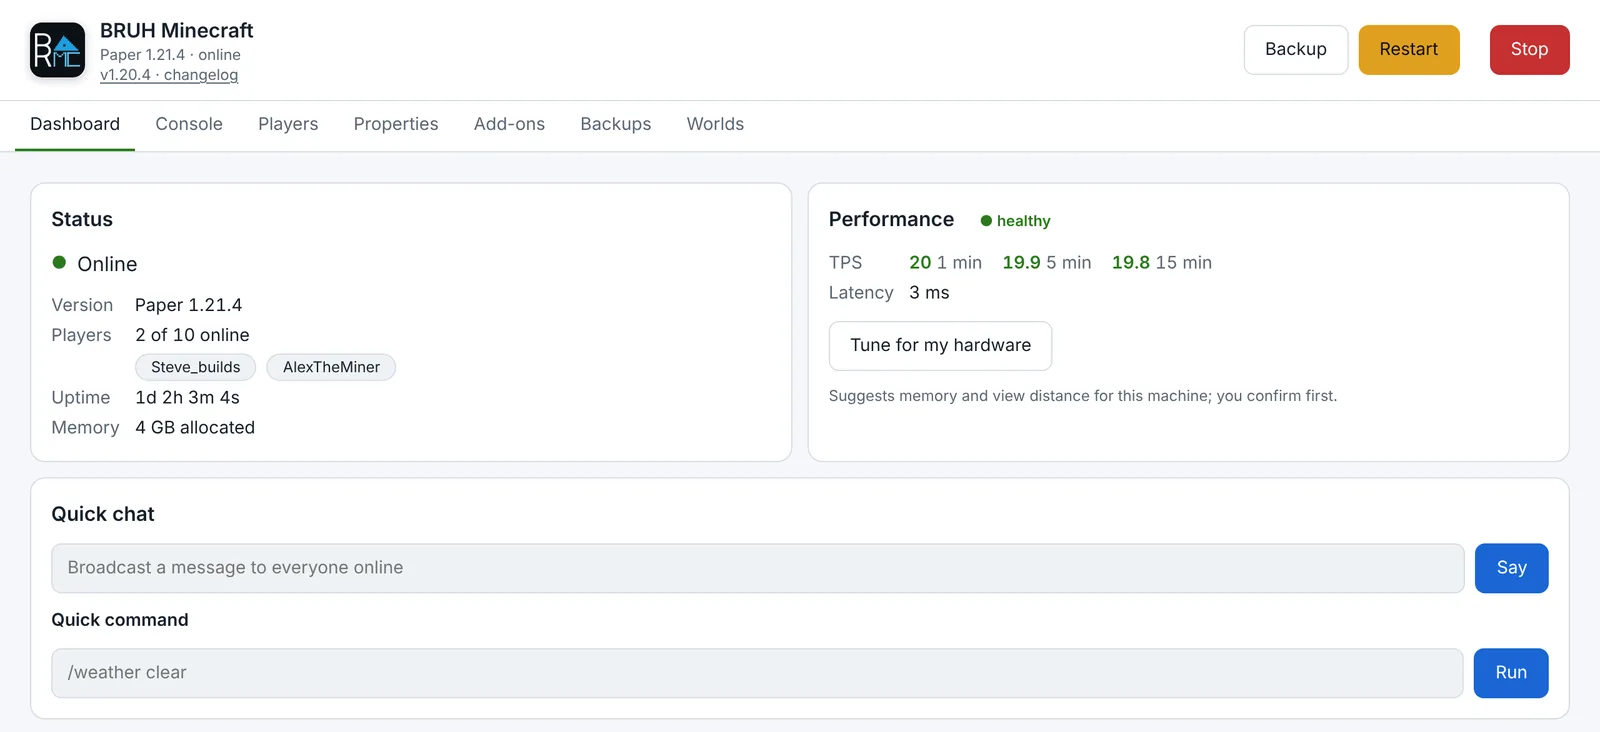 BRUH Minecraft
Paper 1.21.4 · online
v1.20.4 · changelog
Backup
Restart
Stop
Dashboard
Console
Players
Properties
Add-ons
Backups
Worlds
Status
Online
Version Paper 1.21.4
Players 2 of 10 online
Steve_builds AlexTheMiner
Uptime 1d 2h 3m 4s
Memory 4 GB allocated
Performance healthy
TPS 20 1 min 19.9 5 min 19.8 15 min
Latency 3 ms
Tune for my hardware
Suggests memory and view distance for this machine; you confirm first.
Quick chat
Broadcast a message to everyone online
Say
Quick command
/weather clear
Run